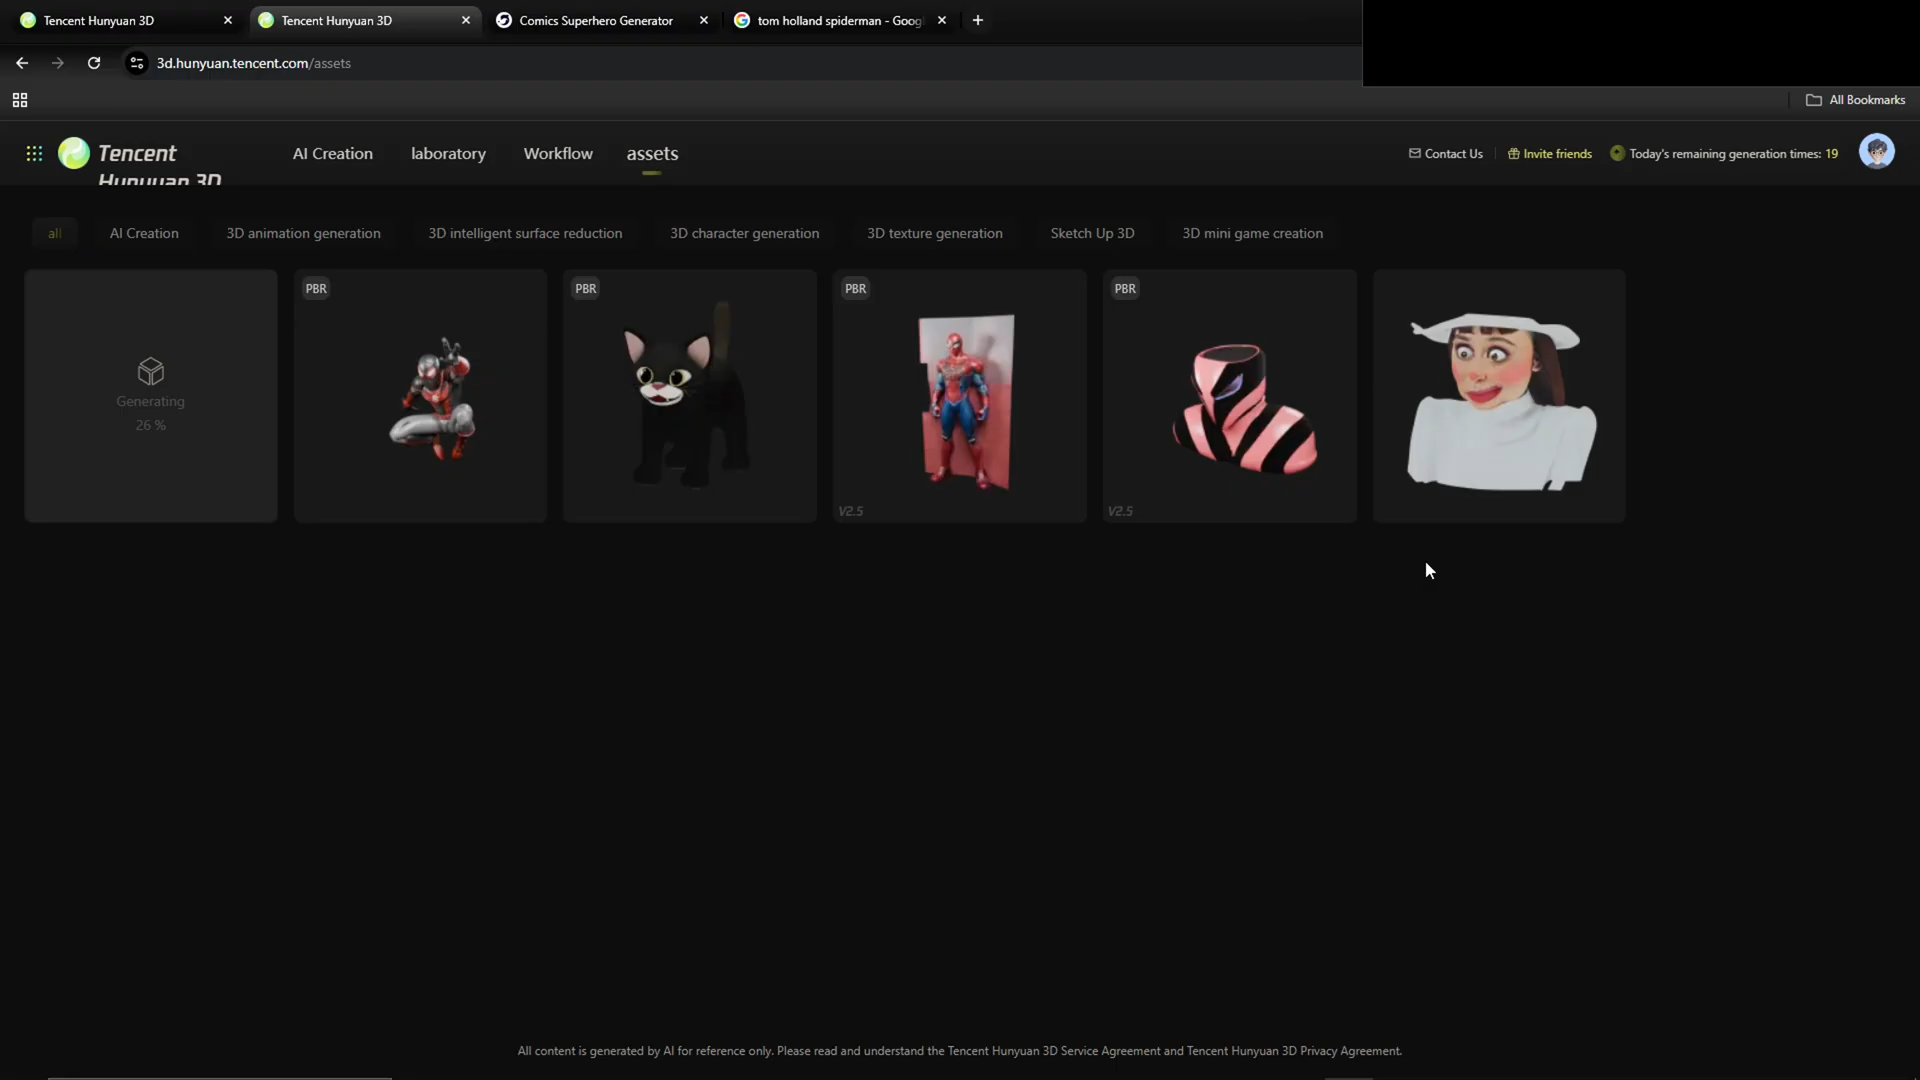 Tencent Hunyuan 3D
Tencent Hunyuan 3D
Comics Superhero Generator
tom holland spiderman - Goog
3d.hunyuan.tencent.com/assets
All Bookmarks
Tencent
Hunyuan 3D
AI Creation
laboratory
Workflow
assets
Contact Us
Invite friends
Today's remaining generation times: 19
all
AI Creation
3D animation generation
3D intelligent surface reduction
3D character generation
3D texture generation
Sketch Up 3D
3D mini game creation
Generating
26 %
PBR
PBR
PBR
V2.5
PBR
V2.5
All content is generated by AI for reference only. Please read and understand the Tencent Hunyuan 3D Service Agreement and Tencent Hunyuan 3D Privacy Agreement.